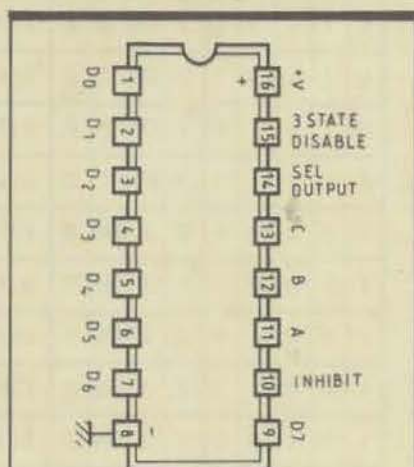 D0 1 16 +V
+
D1 2 15 3 STATE
DISABLE
D2 3 14 SEL
OUTPUT
D3 4 13 C
D4 5 12 B
D5 6 11 A
D6 7 10 INHIBIT
8 - 9 D7